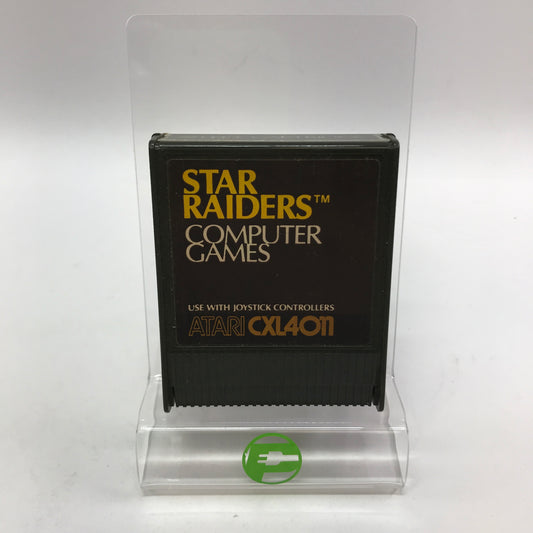 STAR
RAIDERS™
COMPUTER
GAMES
USE WITH JOYSTICK CONTROLLERS
ATARI CXL4011